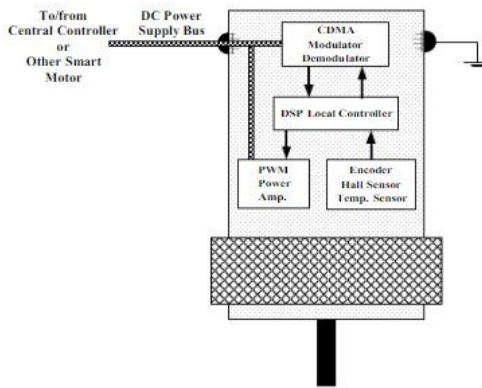 To/from
Central Controller
or
Other Smart
Motor
DC Power
Supply Bus
CDMA
Modulator
Demodulator
DSP Local Controller
PWM
Power
Amp.
Encoder
Hall Sensor
Temp. Sensor